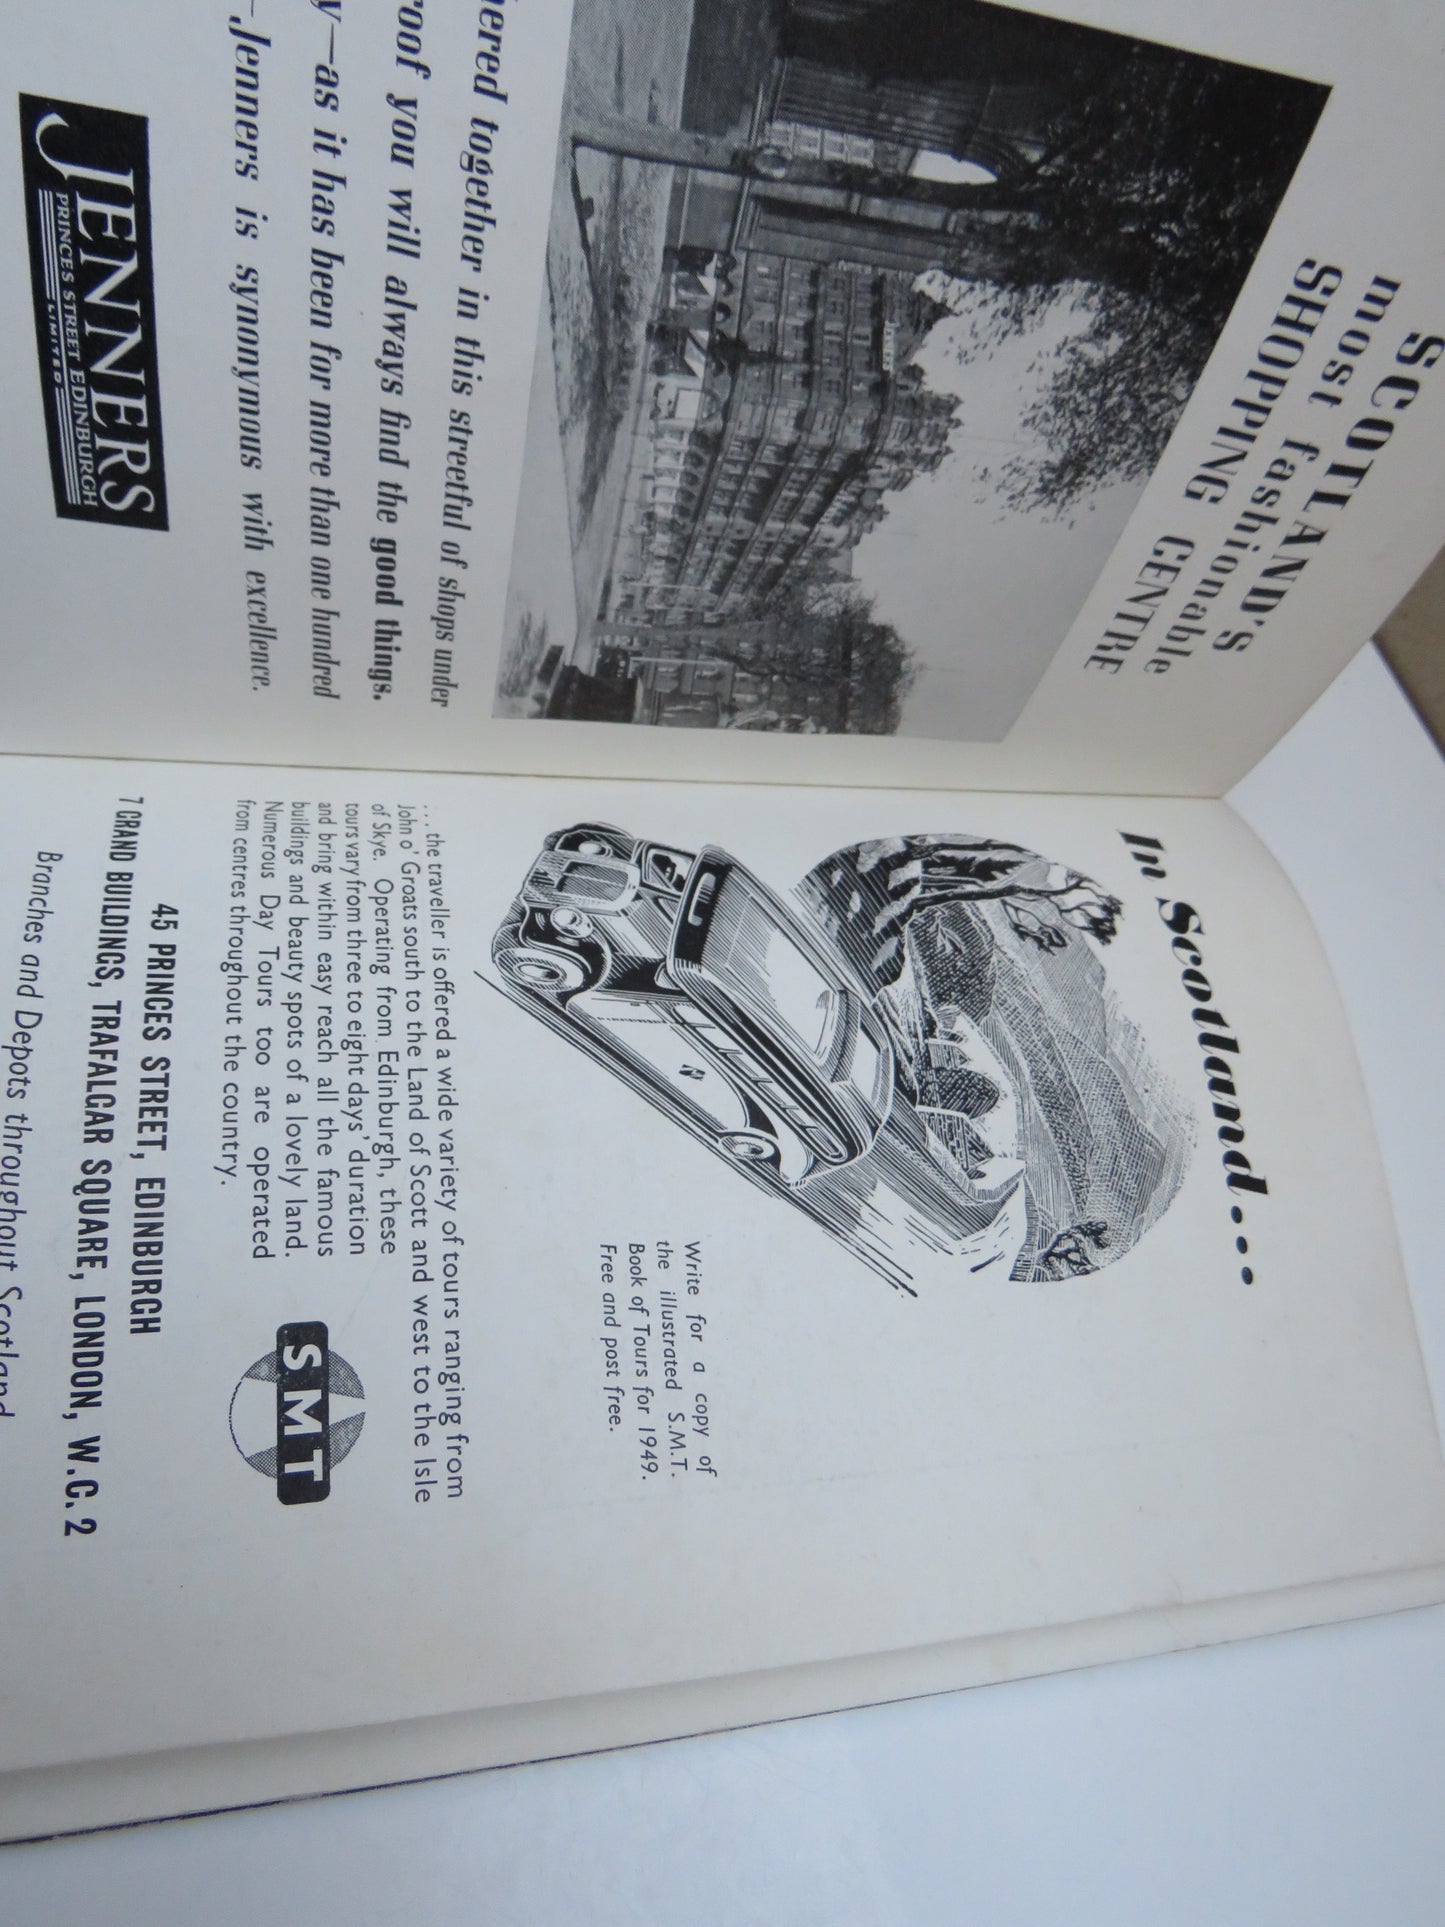 SCOTLAND'S
most fashionable
SHOPPING CENTRE
JENNERS
together in this streetful of shops under
roof you will always find the good things.
—as it has been for more than one hundred
—Jenners is synonymous with excellence.
JENNERS
PRINCES STREET EDINBURGH
LIMITED
In Scotland...
Write for a copy of
the illustrated S.M.T.
Book of Tours for 1949.
Free and post free.
...the traveller is offered a wide variety of tours ranging from
John o' Groats south to the Land of Scott and west to the Isle
of Skye. Operating from Edinburgh, these
tours vary from three to eight days' duration
and bring within easy reach all the famous
buildings and beauty spots of a lovely land.
Numerous Day Tours too are operated
from centres throughout the country.
SMT
45 PRINCES STREET, EDINBURGH
7 GRAND BUILDINGS, TRAFALGAR SQUARE, LONDON, W.C. 2
Branches and Depots throughout Scotland